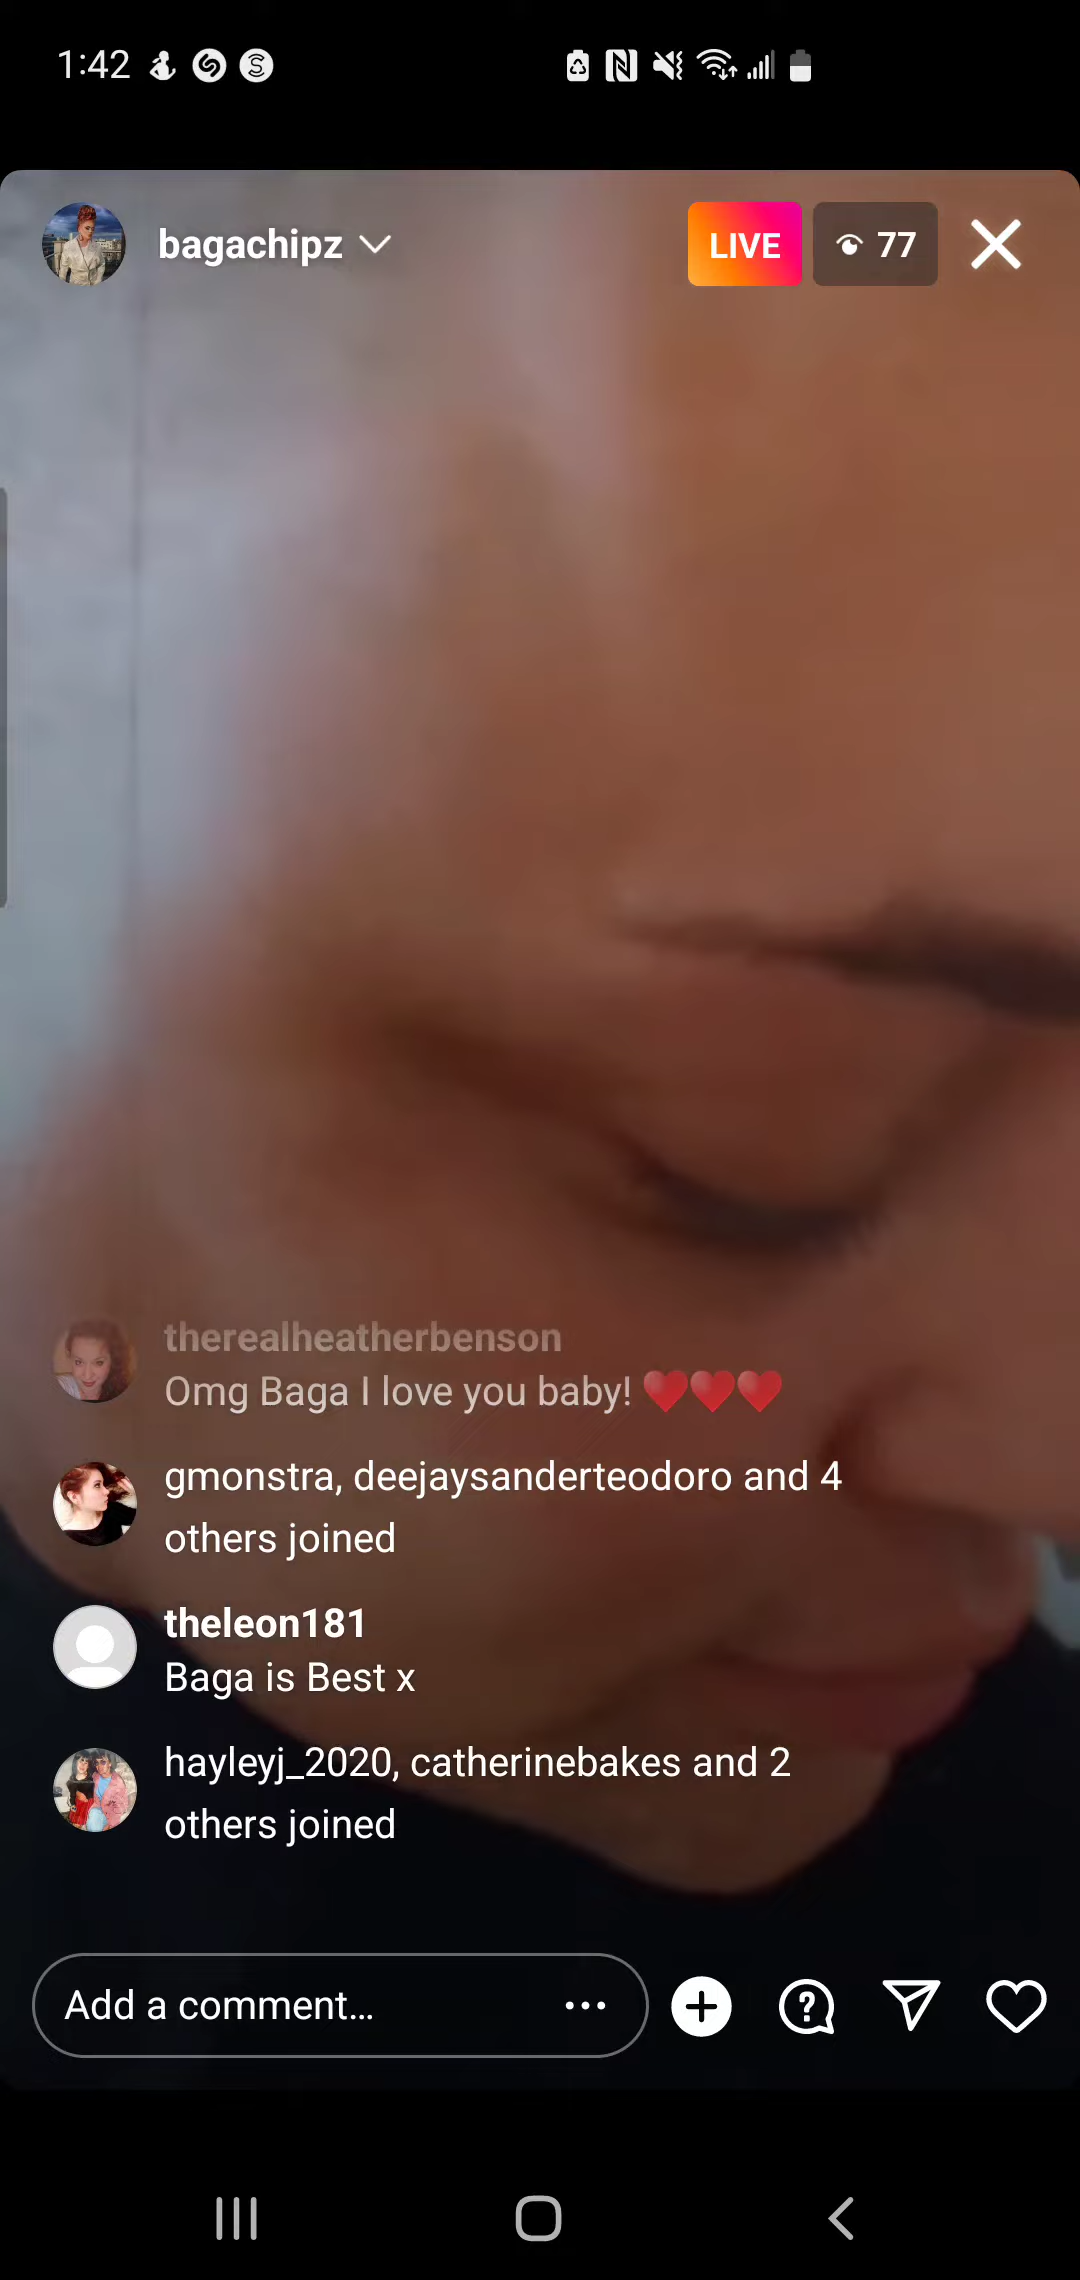 1:42
bagachipz
LIVE
77
therealheatherbenson
Omg Baga I love you baby! ♥️♥️♥️
gmonstra, deejaysanderteodoro and 4
others joined
theleon181
Baga is Best x
hayleyj_2020, catherinebakes and 2
others joined
Add a comment...